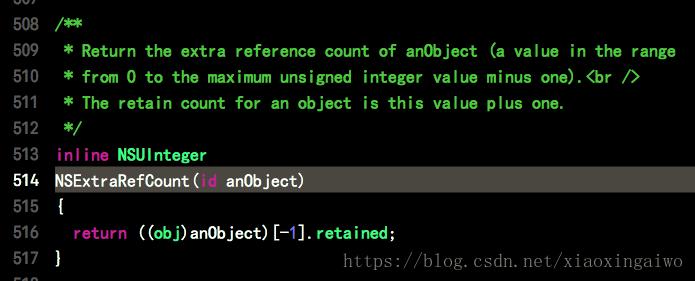 508 /**
509  * Return the extra reference count of anObject (a value in the range
510  * from 0 to the maximum unsigned integer value minus one).<br />
511  * The retain count for an object is this value plus one.
512  */
513 inline NSUInteger
514 NSExtraRefCount(id anObject)
515 {
516   return ((obj)anObject)[-1].retained;
517 }
https://blog.csdn.net/xiaoxingaiwo